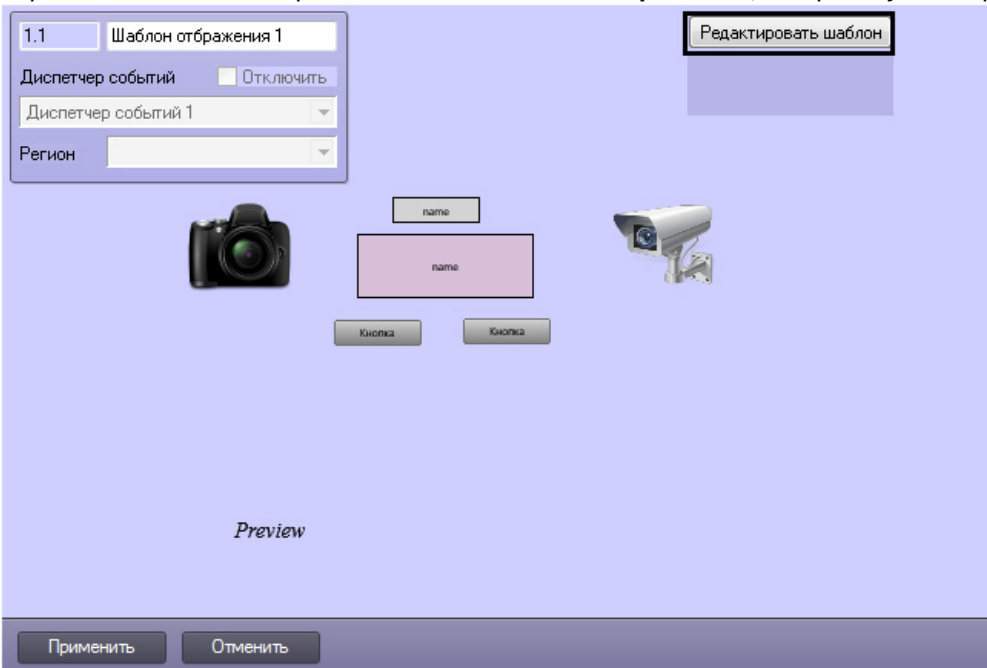 1.1 Шаблон отбражения 1
Редактировать шаблон
Диспетчер событий Отключить
Диспетчер событий 1
Регион
name
name
Кнопка Кнопка
Preview
Применить Отменить